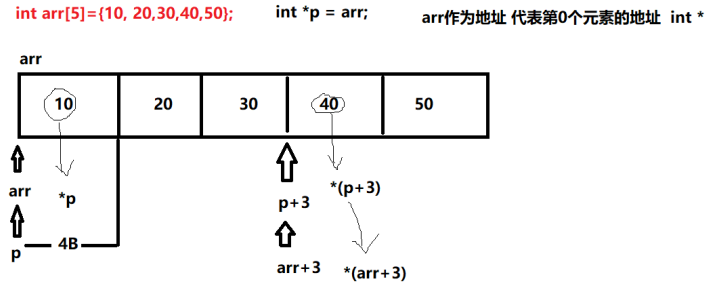 int arr[5]={10, 20,30,40,50};
int *p = arr;
arr作为地址 代表第0个元素的地址 int *
arr
10 20 30 40 50
arr
*p
p
4B
p+3
*(p+3)
arr+3
*(arr+3)